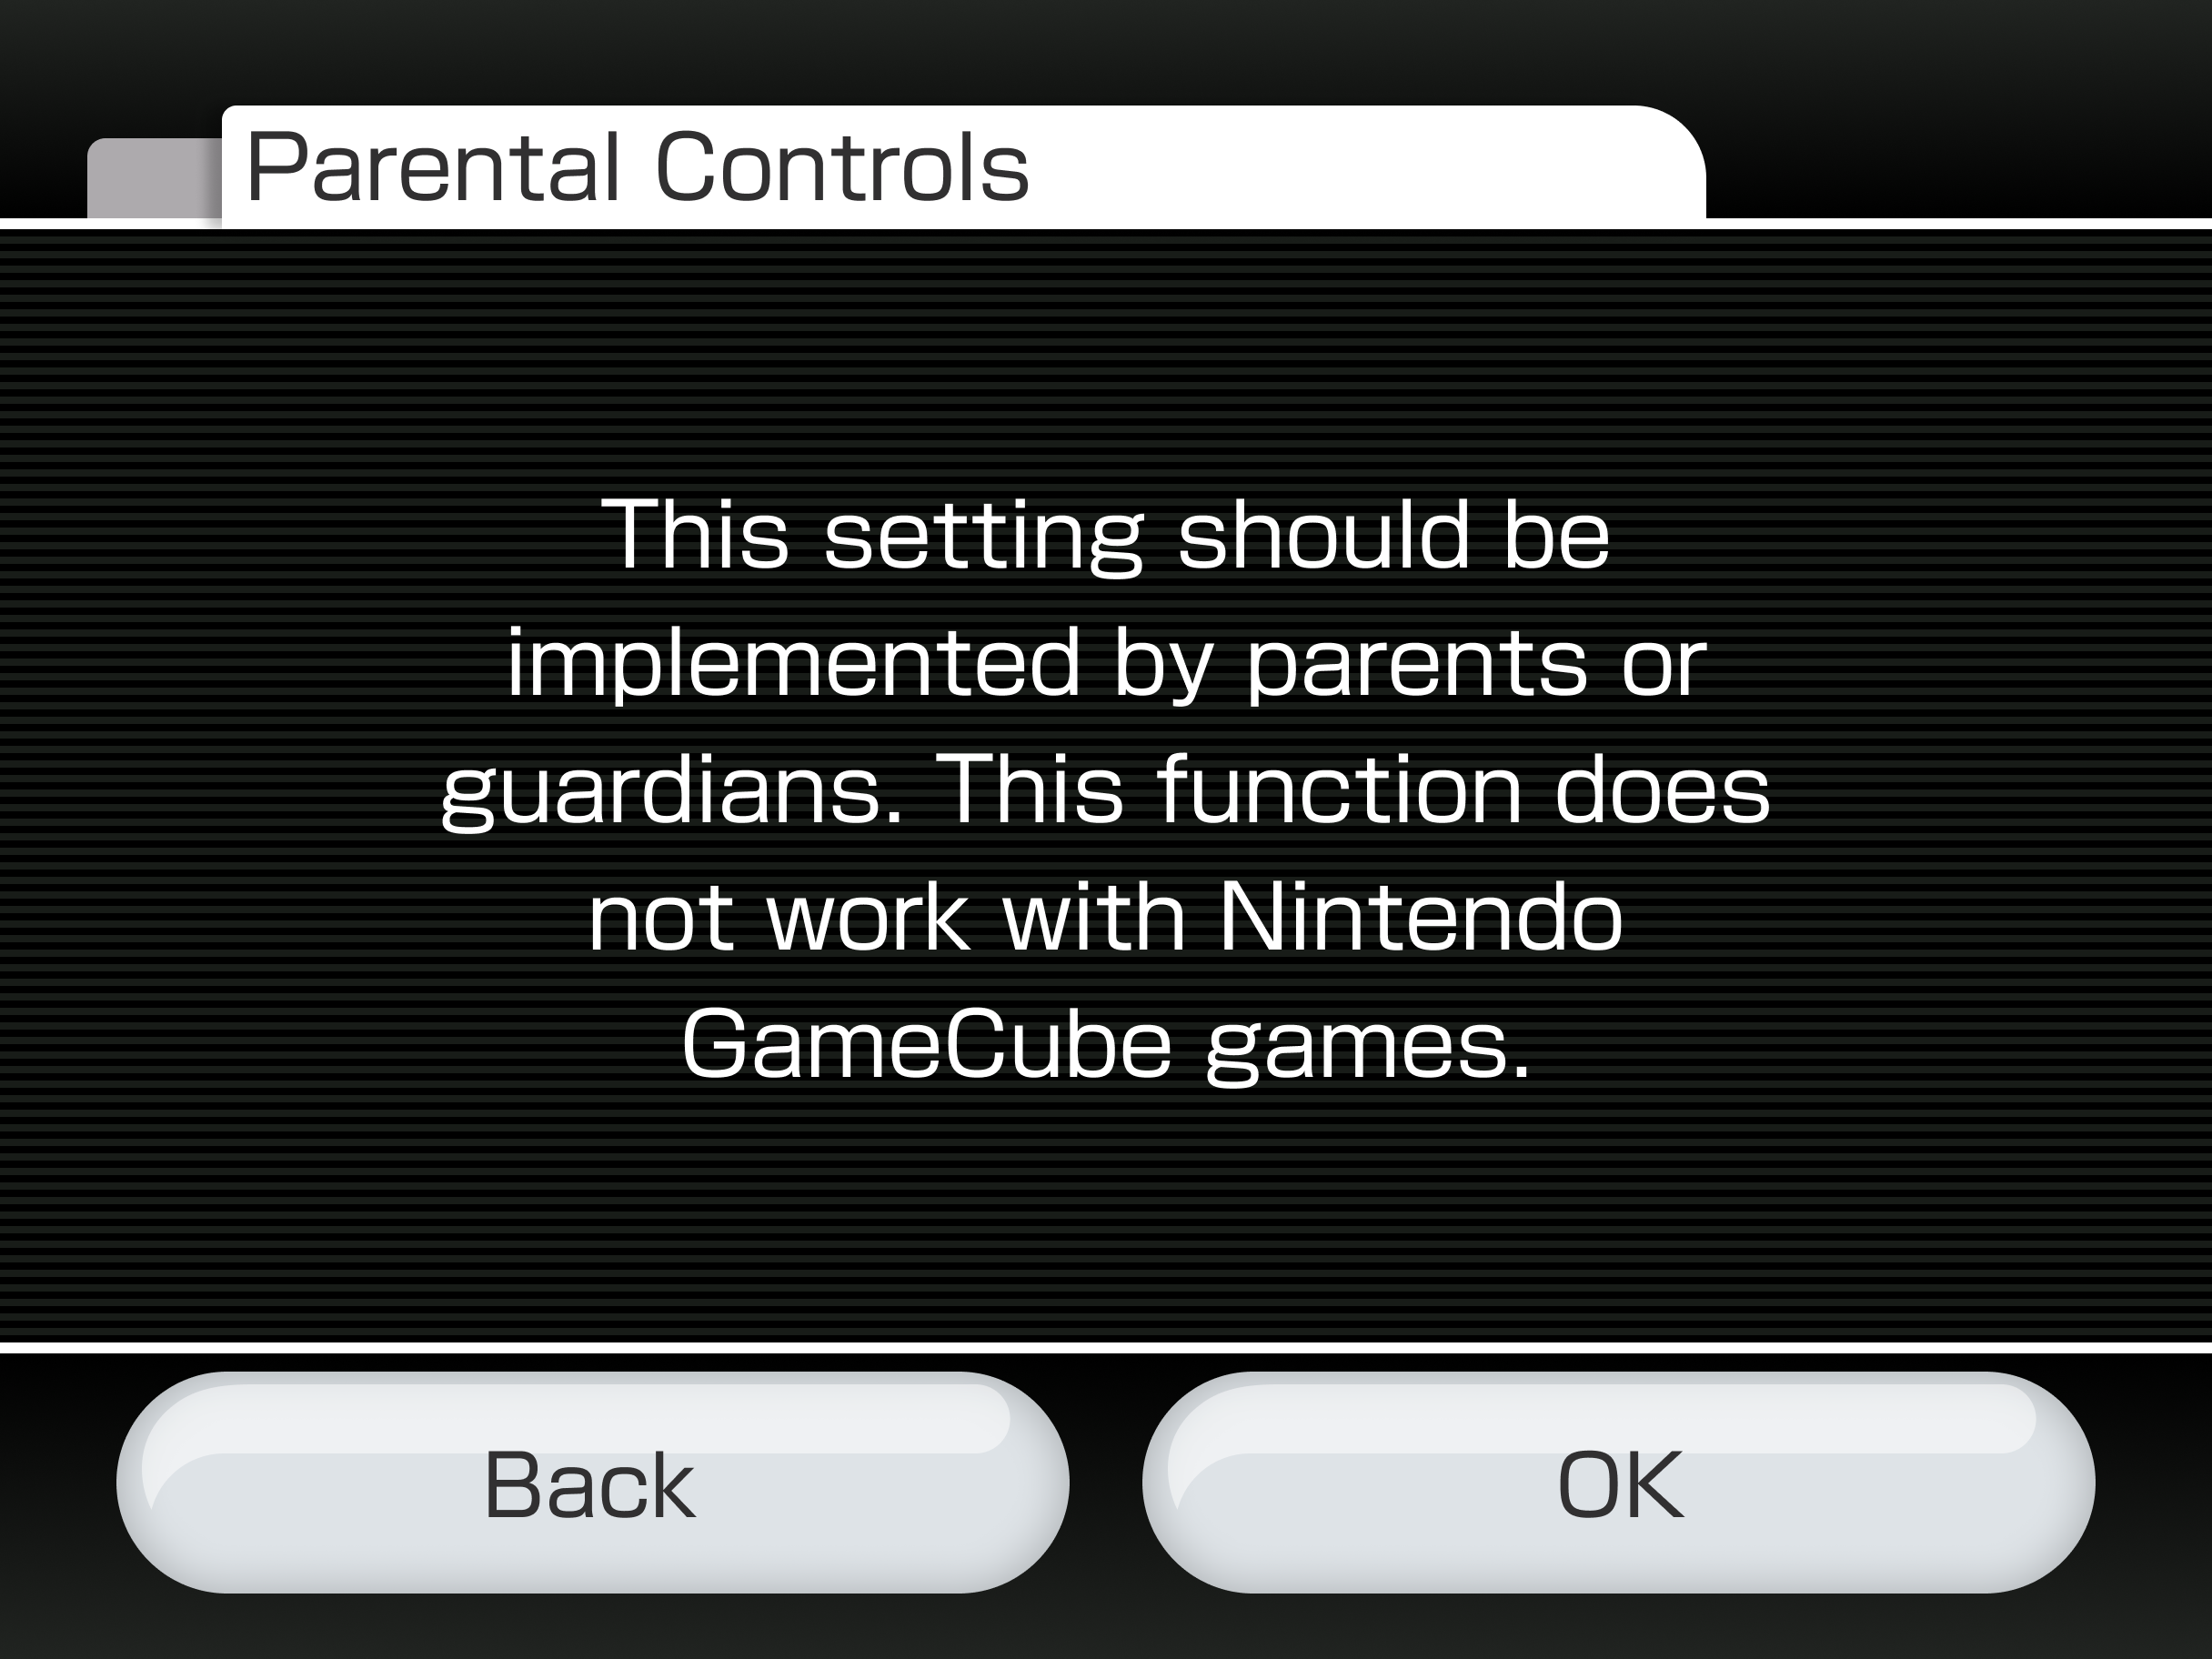 Parental Controls
This setting should be
implemented by parents or
guardians. This function does
not work with Nintendo
GameCube games.
Back
OK